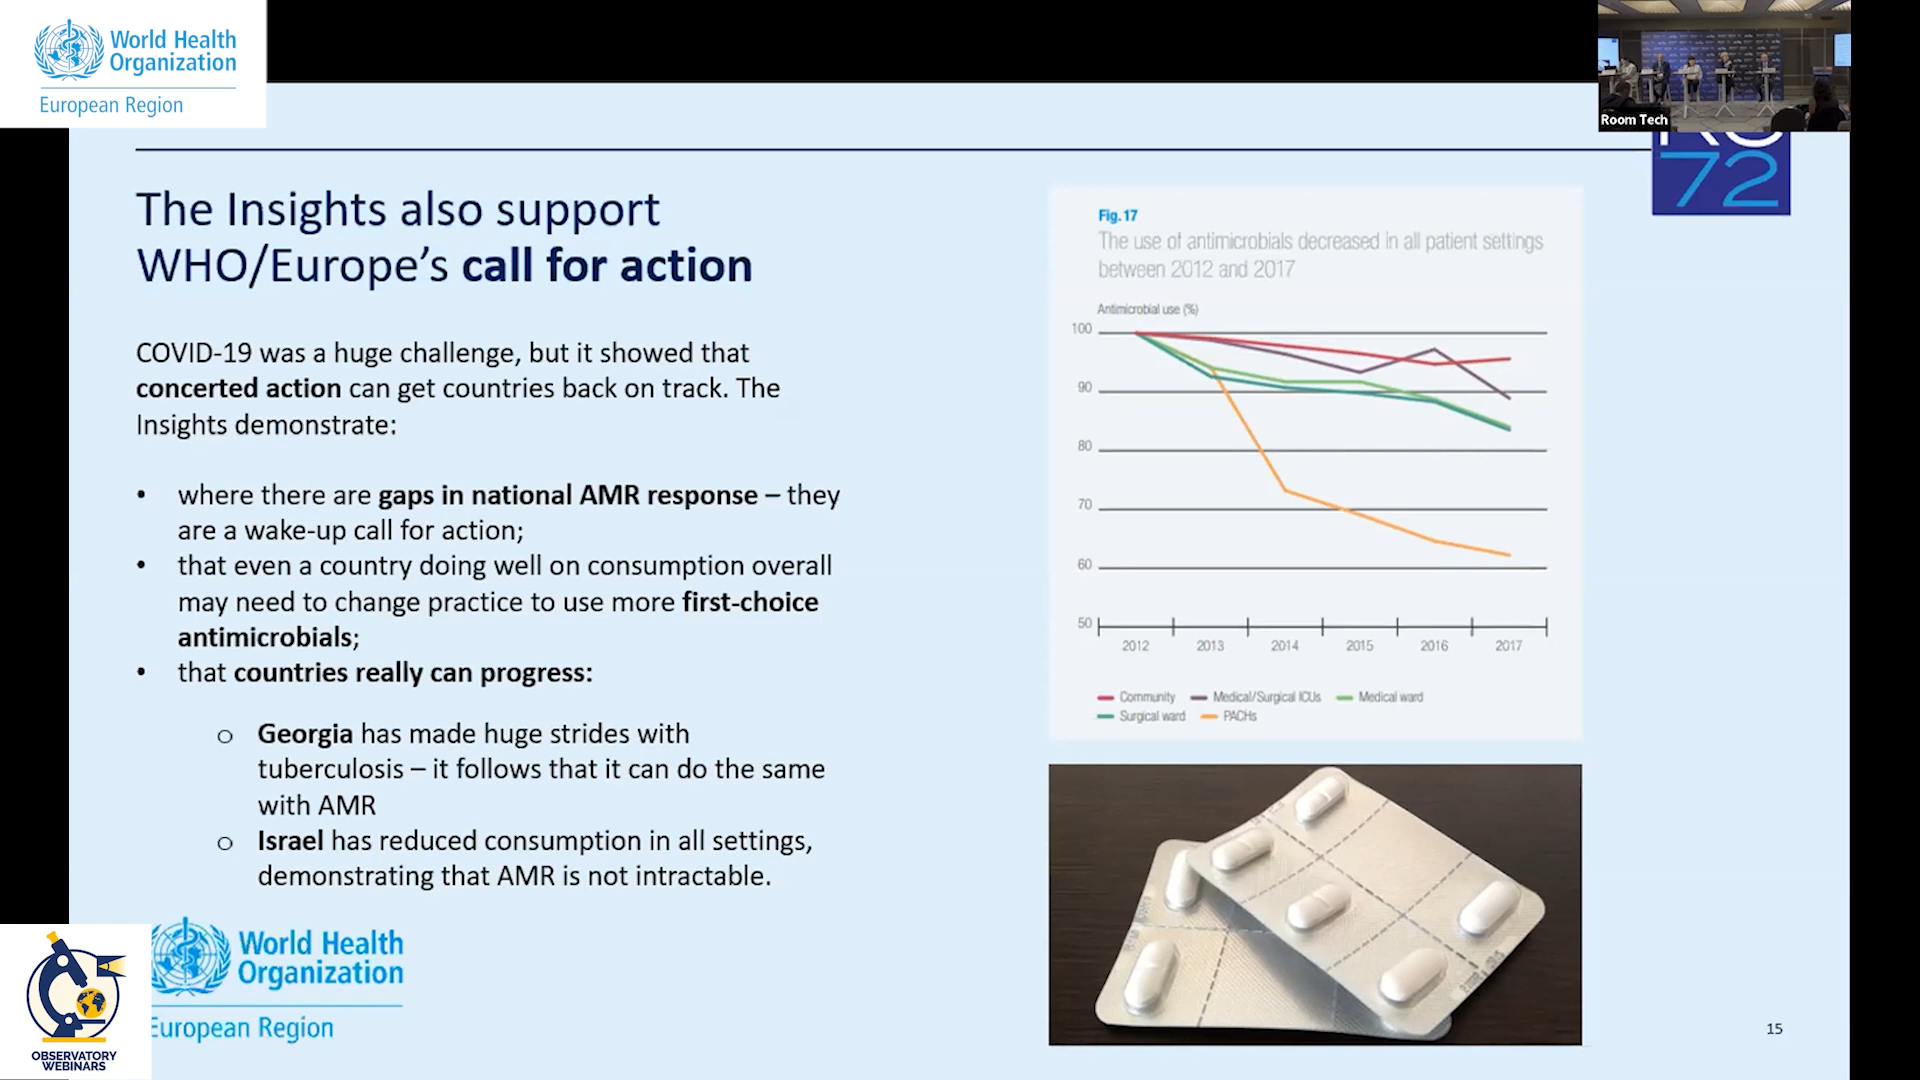 World Health
Organization
European Region
Room Tech
72
The Insights also support
WHO/Europe's call for action
COVID-19 was a huge challenge, but it showed that
concerted action can get countries back on track. The
Insights demonstrate:
• where there are gaps in national AMR response – they
are a wake-up call for action;
• that even a country doing well on consumption overall
may need to change practice to use more first-choice
antimicrobials;
• that countries really can progress:
o Georgia has made huge strides with
tuberculosis – it follows that it can do the same
with AMR
o Israel has reduced consumption in all settings,
demonstrating that AMR is not intractable.
Fig. 17
The use of antimicrobials decreased in all patient settings
between 2012 and 2017
Antimicrobial use (%)
100
90
80
70
60
50
2012 2013 2014 2015 2016 2017
Community Medical/Surgical ICUs Medical ward
Surgical ward PACHs
World Health
Organization
European Region
OBSERVATORY
WEBINARS
15